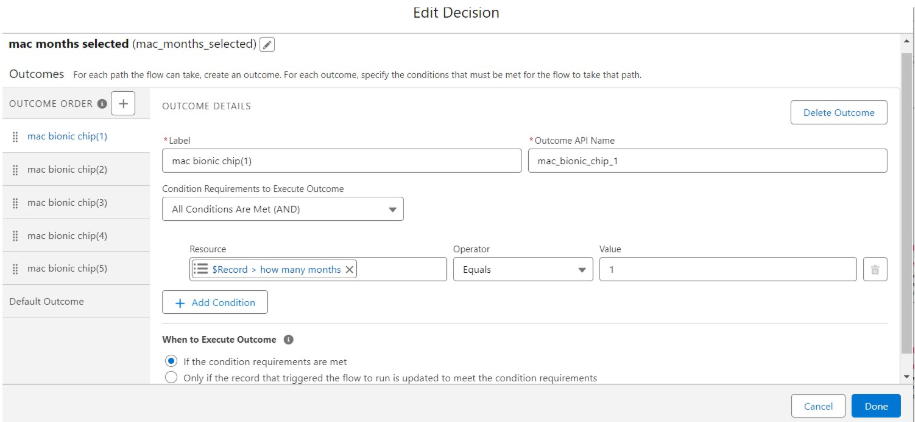 Edit Decision
mac months selected (mac_months_selected)
Outcomes For each path the flow can take, create an outcome. For each outcome, specify the conditions that must be met for the flow to take that path.
OUTCOME ORDER
mac bionic chip(1)
mac bionic chip(2)
mac bionic chip(3)
mac bionic chip(4)
mac bionic chip(5)
Default Outcome
OUTCOME DETAILS
Delete Outcome
*Label
mac bionic chip(1)
*Outcome API Name
mac_bionic_chip_1
Condition Requirements to Execute Outcome
All Conditions Are Met (AND)
Resource
$Record > how many months
Operator
Equals
Value
1
+ Add Condition
When to Execute Outcome
If the condition requirements are met
Only if the record that triggered the flow to run is updated to meet the condition requirements
Cancel
Done